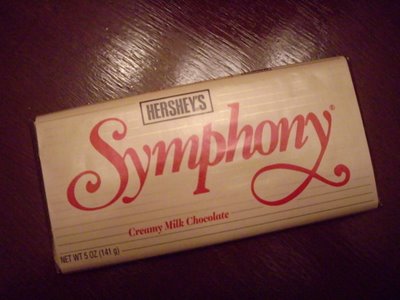 HERSHEY'S
Symphony®
Creamy Milk Chocolate
NET WT 5 OZ (141 g)